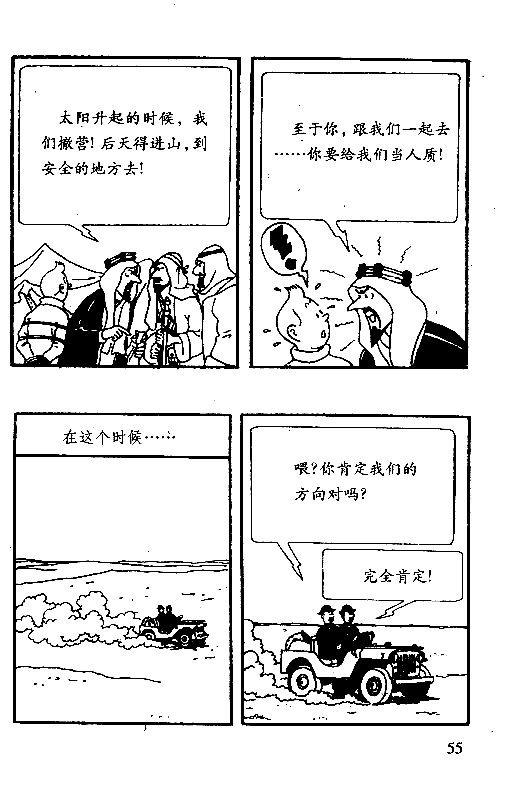 太阳升起的时候，我
们撤营！后天得进山，到
安全的地方去！
至于你，跟我们一起去
……你要给我们当人质！
在这个时候……
喂？你肯定我们的
方向对吗？
完全肯定！
55